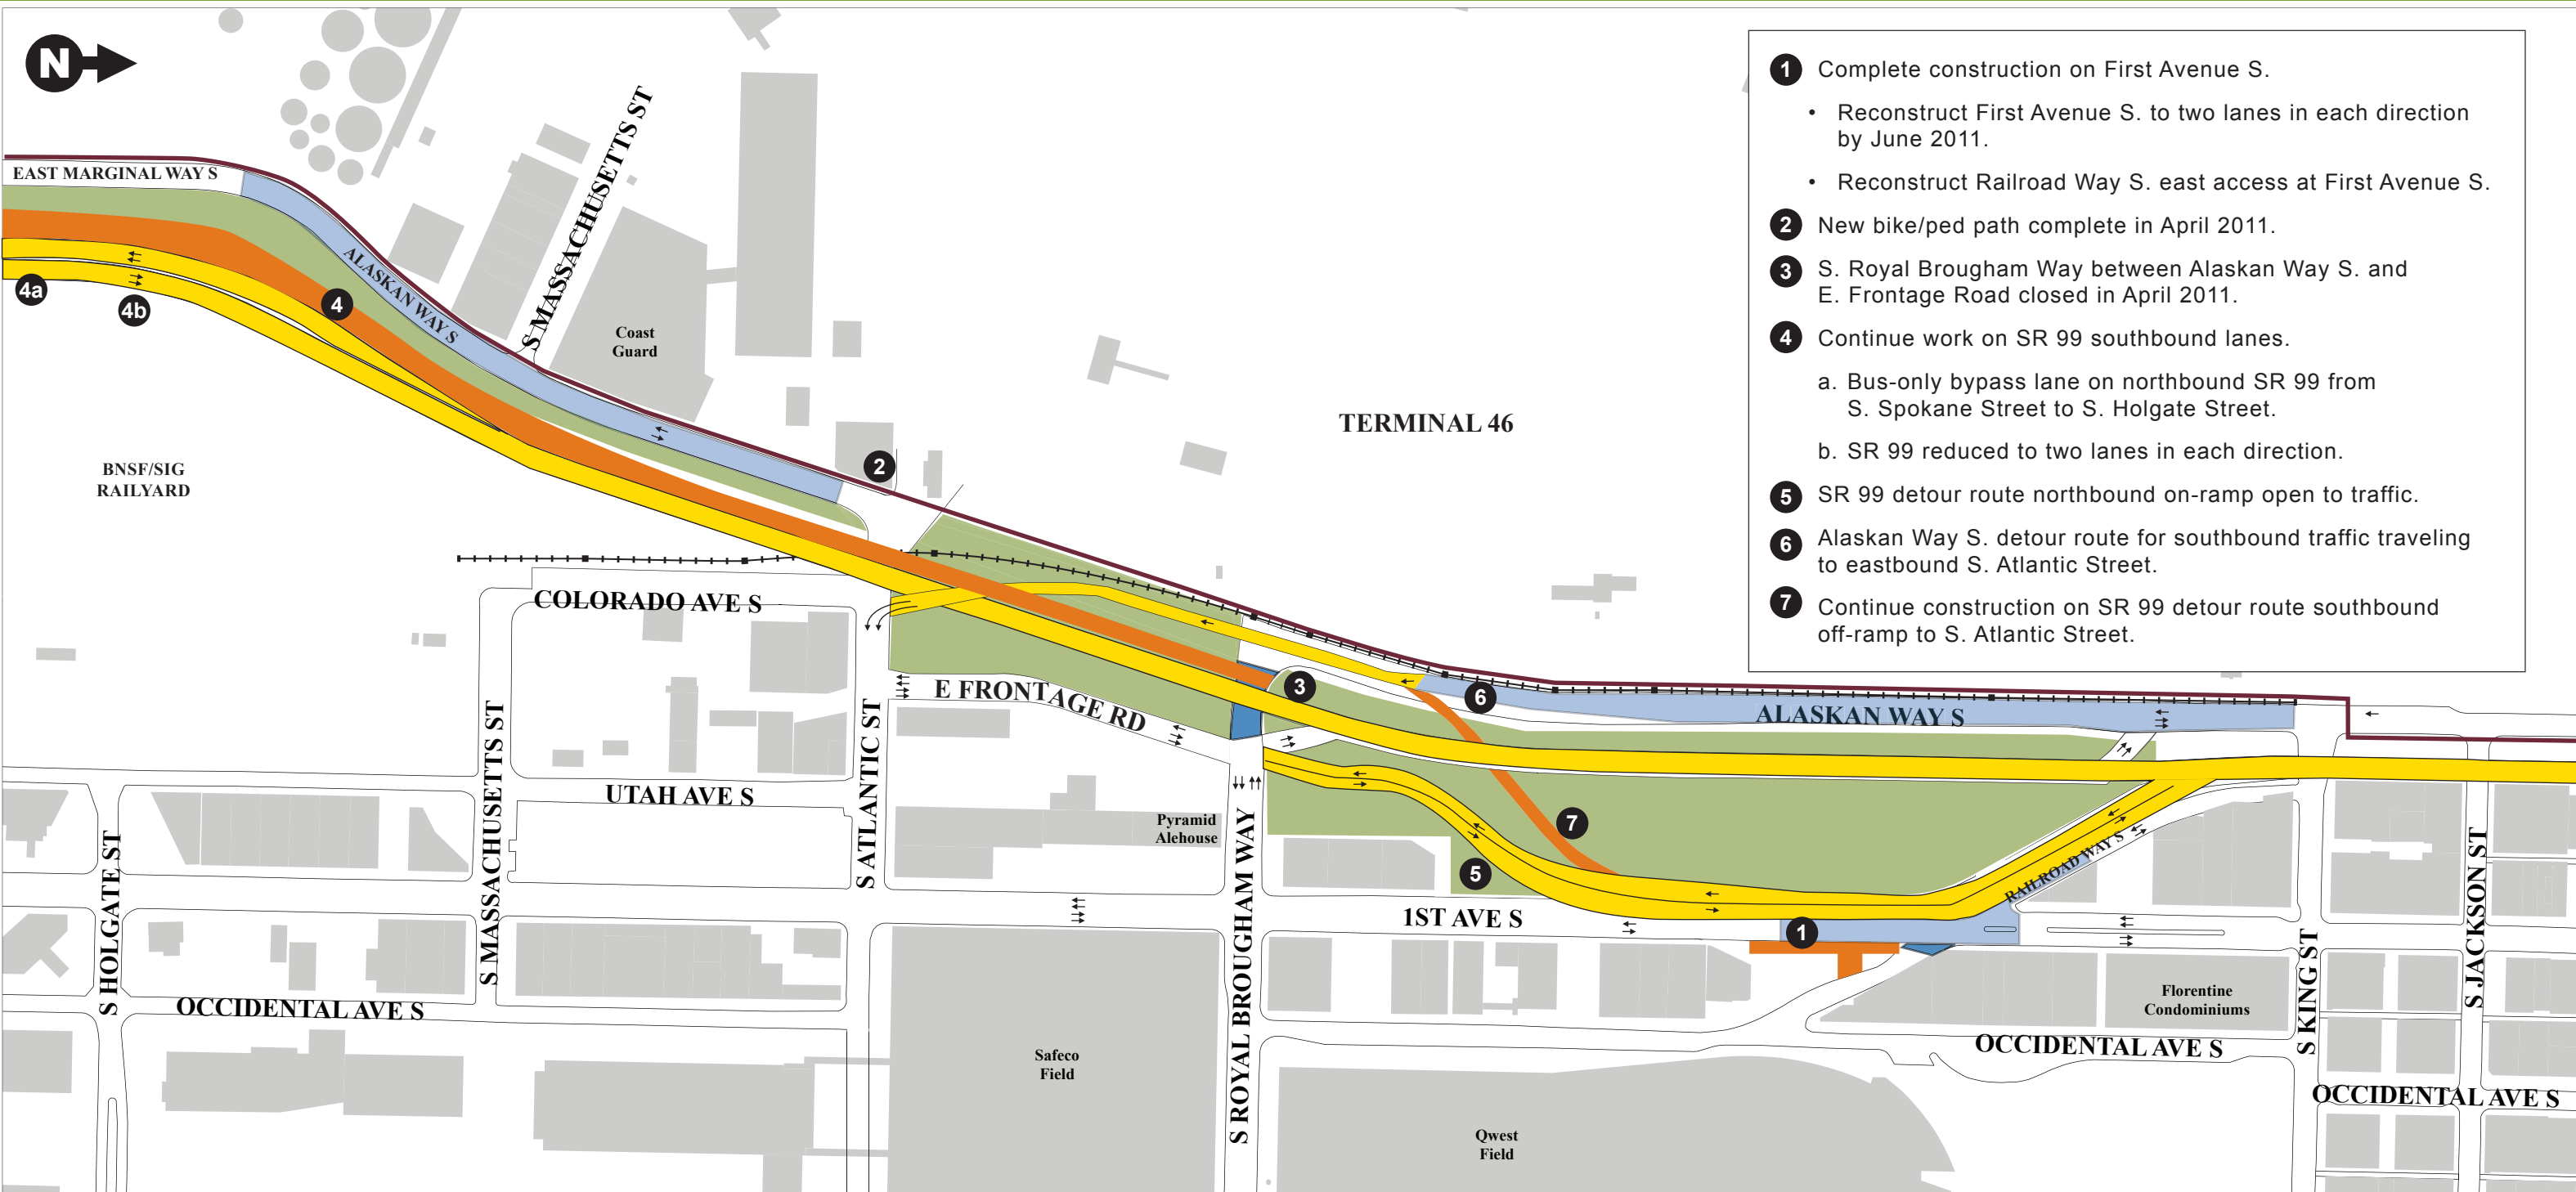 N
1 Complete construction on First Avenue S.
• Reconstruct First Avenue S. to two lanes in each direction
by June 2011.
• Reconstruct Railroad Way S. east access at First Avenue S.
2 New bike/ped path complete in April 2011.
3 S. Royal Brougham Way between Alaskan Way S. and
E. Frontage Road closed in April 2011.
4 Continue work on SR 99 southbound lanes.
a. Bus-only bypass lane on northbound SR 99 from
S. Spokane Street to S. Holgate Street.
b. SR 99 reduced to two lanes in each direction.
5 SR 99 detour route northbound on-ramp open to traffic.
6 Alaskan Way S. detour route for southbound traffic traveling
to eastbound S. Atlantic Street.
7 Continue construction on SR 99 detour route southbound
off-ramp to S. Atlantic Street.
EAST MARGINAL WAY S
S MASSACHUSETTS ST
ALASKAN WAY S
4a
4b
4
Coast
Guard
TERMINAL 46
2
BNSF/SIG
RAILYARD
COLORADO AVE S
E FRONTAGE RD
3
6
ALASKAN WAY S
S MASSACHUSETTS ST
S ATLANTIC ST
UTAH AVE S
Pyramid
Alehouse
7
5
RAILROAD WAY S
S HOLGATE ST
S ROYAL BROUGHAM WAY
1ST AVE S
1
S KING ST
S JACKSON ST
OCCIDENTAL AVE S
Florentine
Condominiums
Safeco
Field
OCCIDENTAL AVE S
OCCIDENTAL AVE S
Qwest
Field